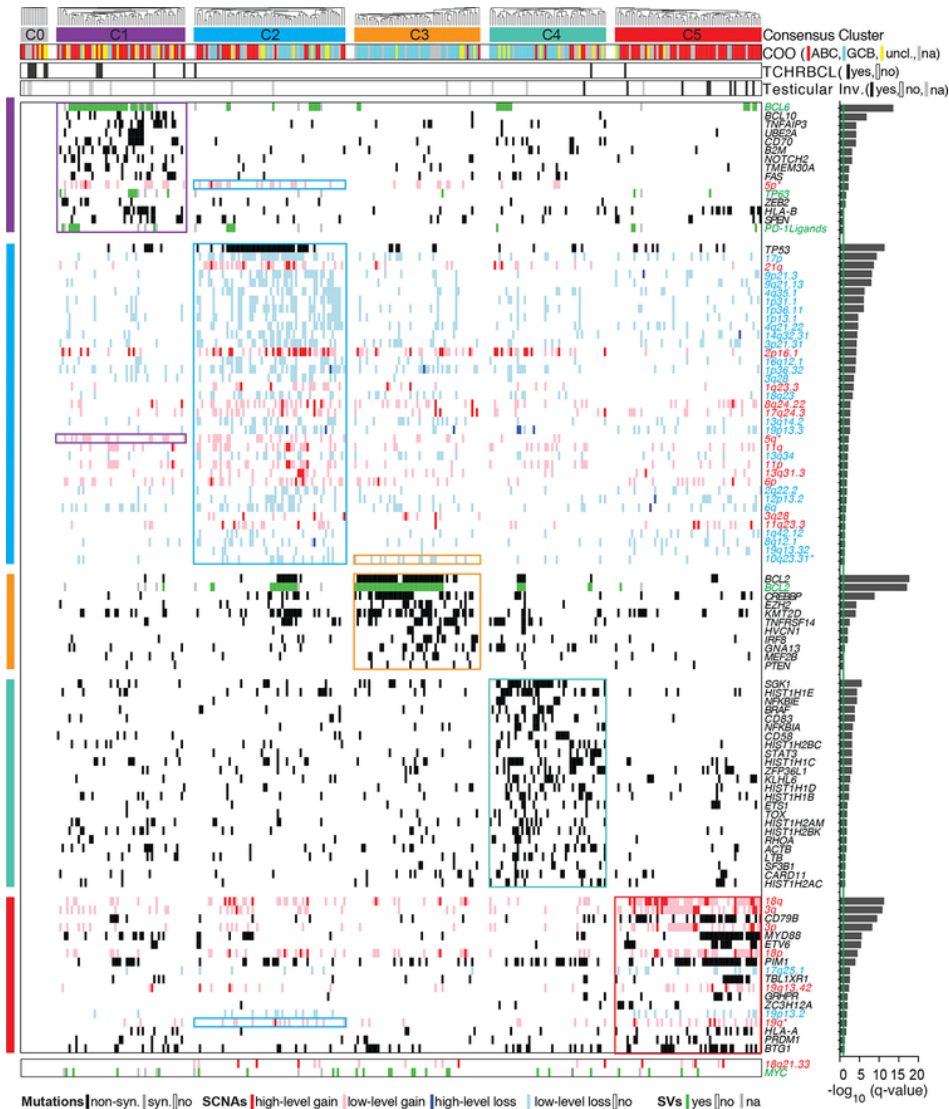 C0 C1 C2 C3 C4 C5 Consensus Cluster
COO (ABC, GCB, uncl., na)
TCHRBCL( yes, no)
Testicular Inv.( yes, no, na)
BCL6
BCL10
TNFAIP3
UBE2A
CD70
B2M
NOTCH2
TMEM30A
FAS
5p*
TP63
ZEB2
HLA-B
SPEN
PD-1Ligands
TP53
17p
21q
9p21.3
9q21.13
4q35.1
1p31.1
1p36.11
1p13.1
4q21.22
14q32.31
3p21.31
2p16.1
16q12.1
1p36.32
3q28
1q23.3
18q23
8q24.22
17q24.3
13q14.2
19p13.3
5q*
11q
13q34
11p
13q31.3
6p
2q22.2
12p13.2
6q
3q28
11q23.3
1q42.12
8q12.1
19q13.32
10q23.31*
BCL2
BCL2
CREBBP
EZH2
KMT2D
TNFRSF14
HVCN1
IRF8
GNA13
MEF2B
PTEN
SGK1
HIST1H1E
NFKBIE
BRAF
CD83
NFKBIA
CD58
HIST1H2BC
STAT3
HIST1H1C
ZFP36L1
KLHL6
HIST1H1D
HIST1H1B
ETS1
TOX
HIST1H2AM
HIST1H2BK
RHOA
ACTB
LTB
SF3B1
CARD11
HIST1H2AC
18q
3q
CD79B
3p
MYD88
ETV6
18p
PIM1
17q25.1
TBL1XR1
19q13.42
GRHPR
ZC3H12A
19p13.2
19q*
HLA-A
PRDM1
BTG1
18q21.33
MYC
0 5 10 15 20
-log10 (q-value)
Mutations non-syn. syn. no SCNAs high-level gain low-level gain high-level loss low-level loss no SVs yes no na